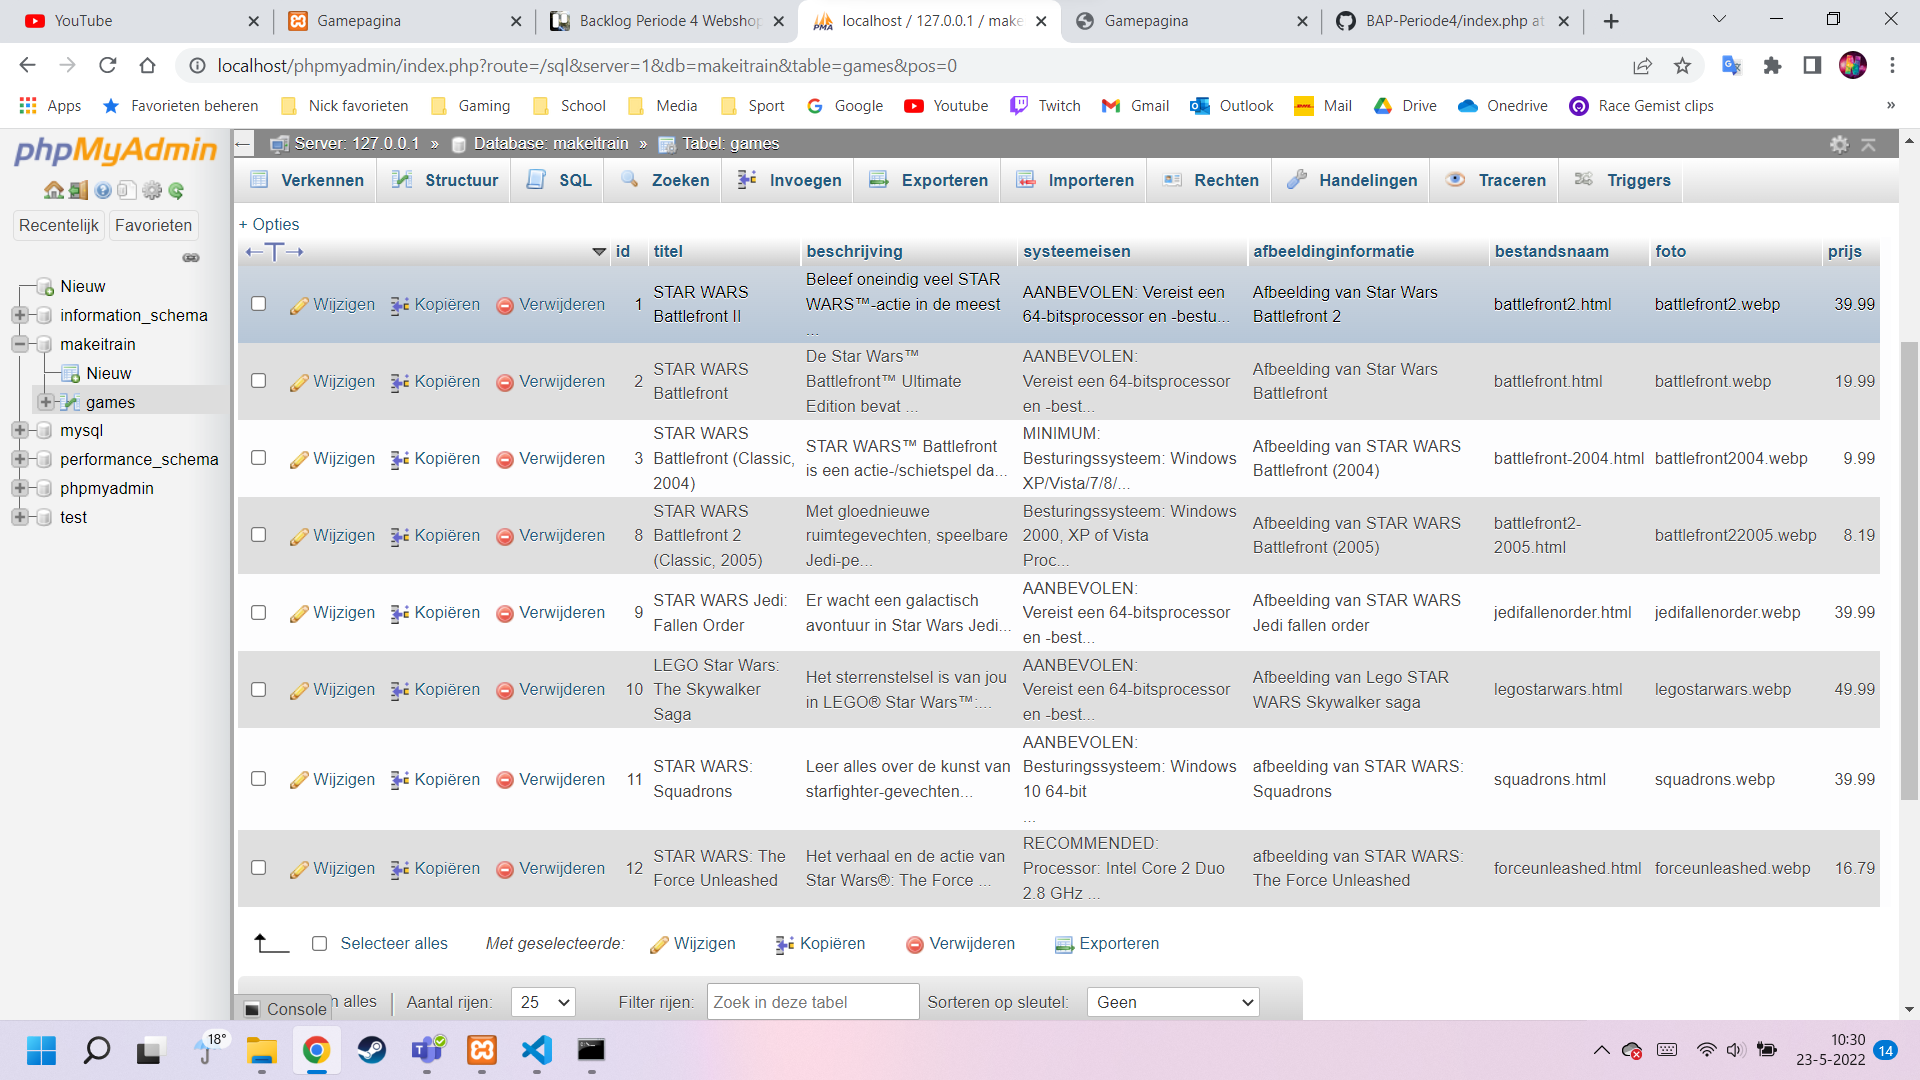 YouTube
Gamepagina
Backlog Periode 4 Webshop
localhost / 127.0.0.1 / make
Gamepagina
BAP-Periode4/index.php at
localhost/phpmyadmin/index.php?route=/sql&server=1&db=makeitrain&table=games&pos=0
Apps
Favorieten beheren
Nick favorieten
Gaming
School
Media
Sport
Google
Youtube
Twitch
Gmail
Outlook
Mail
Drive
Onedrive
Race Gemist clips
»
phpMyAdmin
Recentelijk
Favorieten
Nieuw
information_schema
makeitrain
Nieuw
games
mysql
performance_schema
phpmyadmin
test
Server: 127.0.0.1 » Database: makeitrain » Tabel: games
Verkennen
Structuur
SQL
Zoeken
Invoegen
Exporteren
Importeren
Rechten
Handelingen
Traceren
Triggers
+ Opties
←T→
id
titel
beschrijving
systeemeisen
afbeeldinginformatie
bestandsnaam
foto
prijs
Wijzigen
Kopiëren
Verwijderen
1
STAR WARS
Battlefront II
Beleef oneindig veel STAR
WARS™-actie in de meest
...
AANBEVOLEN: Vereist een
64-bitsprocessor en -bestu...
Afbeelding van Star Wars
Battlefront 2
battlefront2.html
battlefront2.webp
39.99
Wijzigen
Kopiëren
Verwijderen
2
STAR WARS
Battlefront
De Star Wars™
Battlefront™ Ultimate
Edition bevat ...
AANBEVOLEN:
Vereist een 64-bitsprocessor
en -best...
Afbeelding van Star Wars
Battlefront
battlefront.html
battlefront.webp
19.99
Wijzigen
Kopiëren
Verwijderen
3
STAR WARS
Battlefront (Classic,
2004)
STAR WARS™ Battlefront
is een actie-/schietspel da...
MINIMUM:
Besturingssysteem: Windows
XP/Vista/7/8/...
Afbeelding van STAR WARS
Battlefront (2004)
battlefront-2004.html
battlefront2004.webp
9.99
Wijzigen
Kopiëren
Verwijderen
8
STAR WARS
Battlefront 2
(Classic, 2005)
Met gloednieuwe
ruimtegevechten, speelbare
Jedi-pe...
Besturingssysteem: Windows
2000, XP of Vista
Proc...
Afbeelding van STAR WARS
Battlefront (2005)
battlefront2-
2005.html
battlefront22005.webp
8.19
Wijzigen
Kopiëren
Verwijderen
9
STAR WARS Jedi:
Fallen Order
Er wacht een galactisch
avontuur in Star Wars Jedi...
AANBEVOLEN:
Vereist een 64-bitsprocessor
en -best...
Afbeelding van STAR WARS
Jedi fallen order
jedifallenorder.html
jedifallenorder.webp
39.99
Wijzigen
Kopiëren
Verwijderen
10
LEGO Star Wars:
The Skywalker
Saga
Het sterrenstelsel is van jou
in LEGO® Star Wars™:...
AANBEVOLEN:
Vereist een 64-bitsprocessor
en -best...
Afbeelding van Lego STAR
WARS Skywalker saga
legostarwars.html
legostarwars.webp
49.99
Wijzigen
Kopiëren
Verwijderen
11
STAR WARS:
Squadrons
Leer alles over de kunst van
starfighter-gevechten...
AANBEVOLEN:
Besturingssysteem: Windows
10 64-bit
...
afbeelding van STAR WARS:
Squadrons
squadrons.html
squadrons.webp
39.99
Wijzigen
Kopiëren
Verwijderen
12
STAR WARS: The
Force Unleashed
Het verhaal en de actie van
Star Wars®: The Force ...
RECOMMENDED:
Processor: Intel Core 2 Duo
2.8 GHz ...
afbeelding van STAR WARS:
The Force Unleashed
forceunleashed.html
forceunleashed.webp
16.79
Selecteer alles
Met geselecteerde:
Wijzigen
Kopiëren
Verwijderen
Exporteren
Console
n alles
Aantal rijen:
25
Filter rijen:
Zoek in deze tabel
Sorteren op sleutel:
Geen
18°
10:30
23-5-2022
14